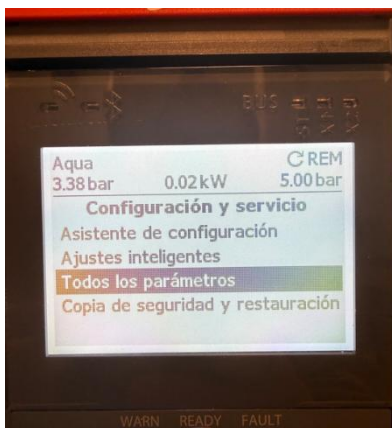 Aqua REM
3.38 bar 0.02 kW 5.00 bar
Configuración y servicio
Asistente de configuración
Ajustes inteligentes
Todos los parámetros
Copia de seguridad y restauración
WARN READY FAULT